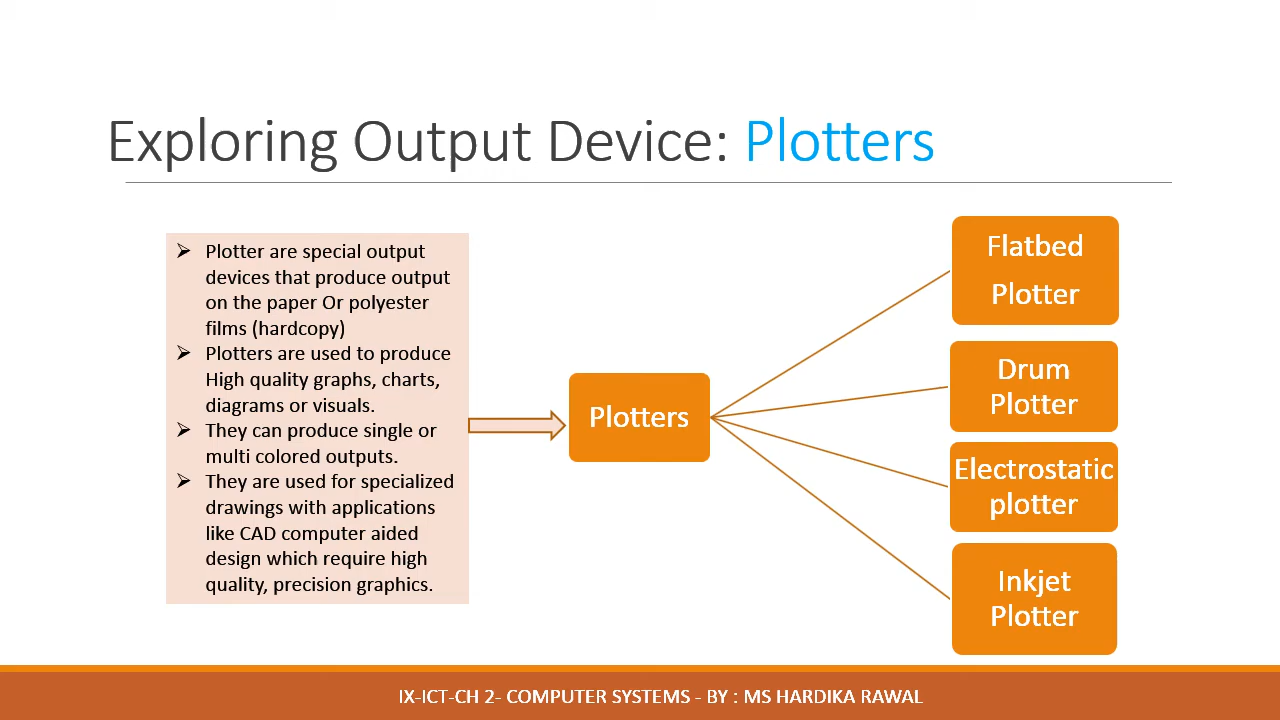 Exploring Output Device: Plotters
➢ Plotter are special output
devices that produce output
on the paper Or polyester
films (hardcopy)
➢ Plotters are used to produce
High quality graphs, charts,
diagrams or visuals.
➢ They can produce single or
multi colored outputs.
➢ They are used for specialized
drawings with applications
like CAD computer aided
design which require high
quality, precision graphics.
Plotters
Flatbed
Plotter
Drum
Plotter
Electrostatic
plotter
Inkjet
Plotter
IX-ICT-CH 2- COMPUTER SYSTEMS - BY : MS HARDIKA RAWAL